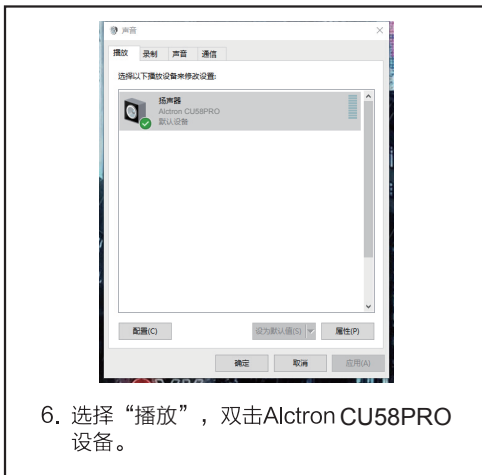 声音
播放 录制 声音 通信
选择以下播放设备来修改设置:
扬声器
Alctron CU58PRO
默认设备
配置(C) 设为默认值(S) 属性(P)
确定 取消 应用(A)
6. 选择“播放”，双击Alctron CU58PRO
设备。